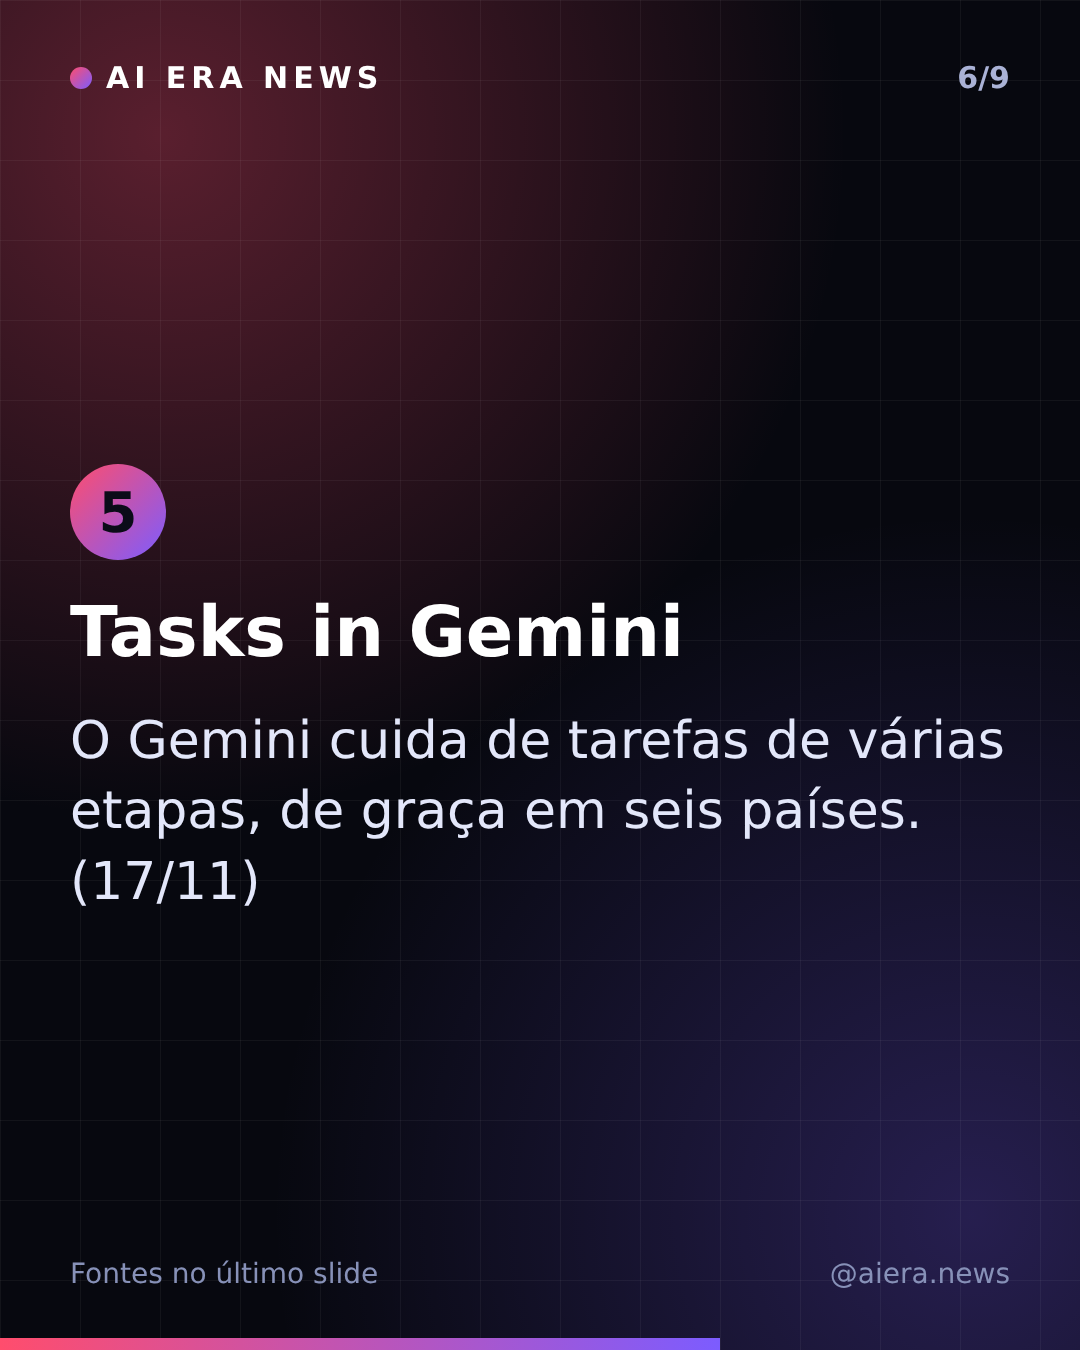 AI ERA NEWS
6/9
5
Tasks in Gemini
O Gemini cuida de tarefas de várias
etapas, de graça em seis países.
(17/11)
Fontes no último slide
@aiera.news